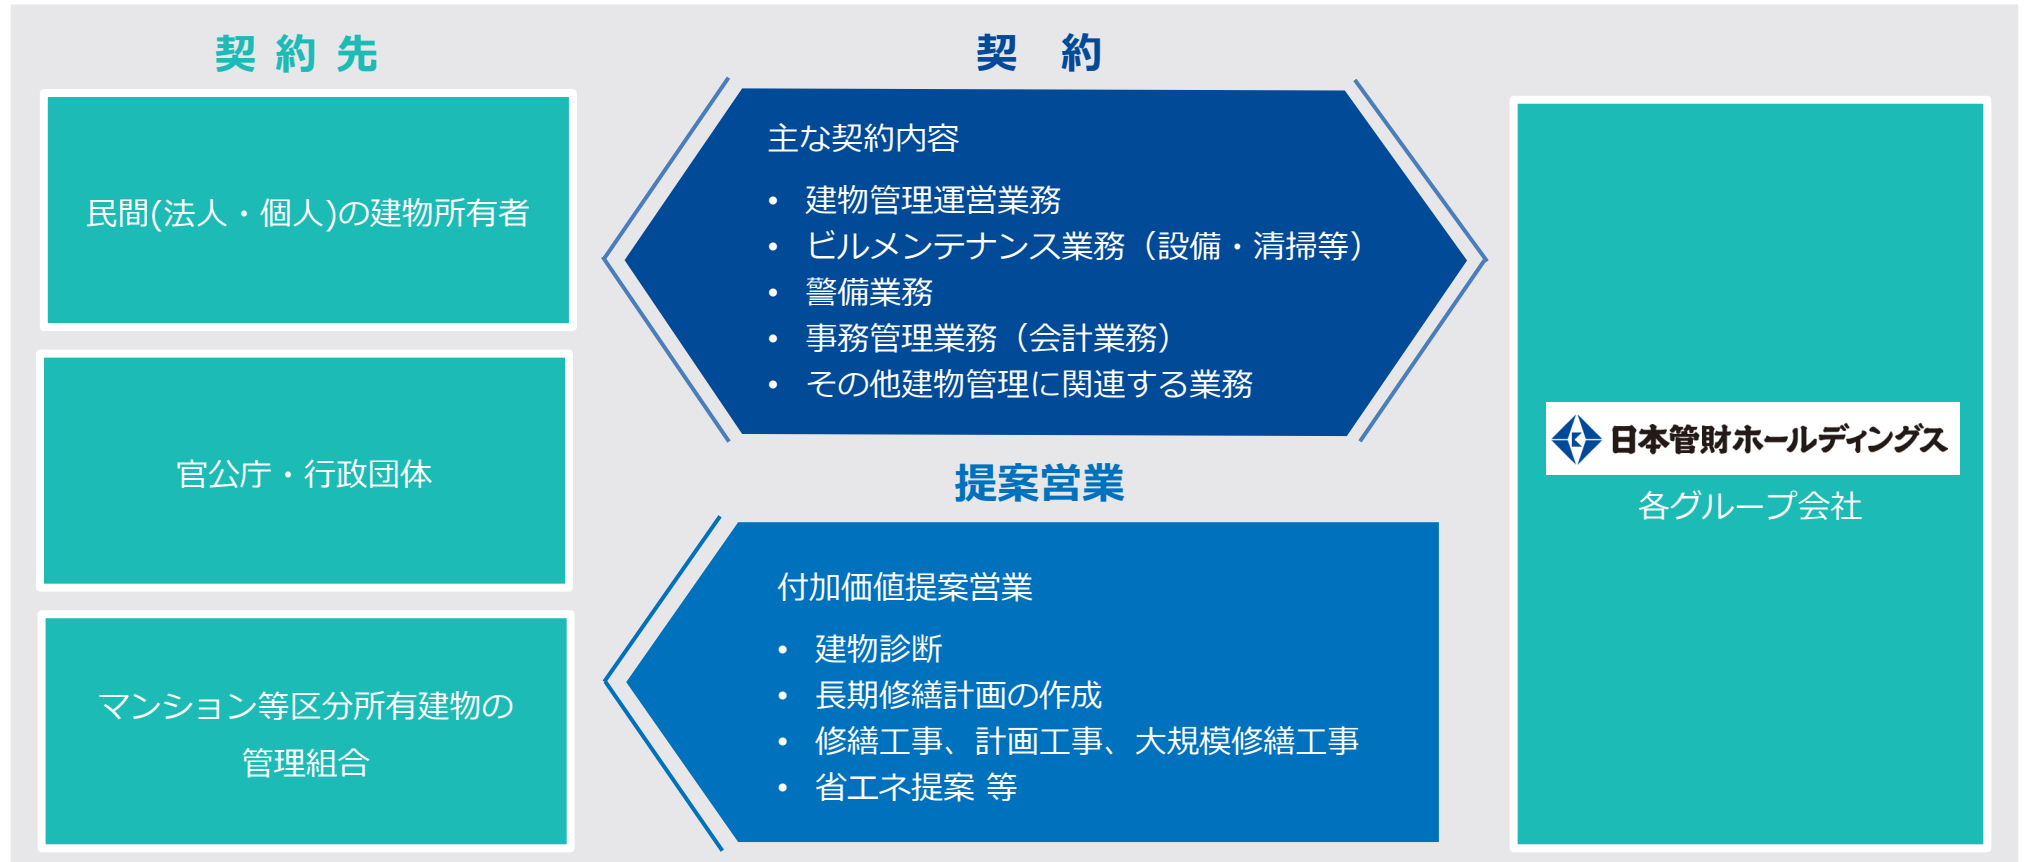 契約先
民間(法人・個人)の建物所有者
官公庁・行政団体
マンション等区分所有建物の
管理組合
契　約
主な契約内容
• 建物管理運営業務
• ビルメンテナンス業務（設備・清掃等）
• 警備業務
• 事務管理業務（会計業務）
• その他建物管理に関連する業務
提案営業
付加価値提案営業
• 建物診断
• 長期修繕計画の作成
• 修繕工事、計画工事、大規模修繕工事
• 省エネ提案 等
日本管財ホールディングス
各グループ会社